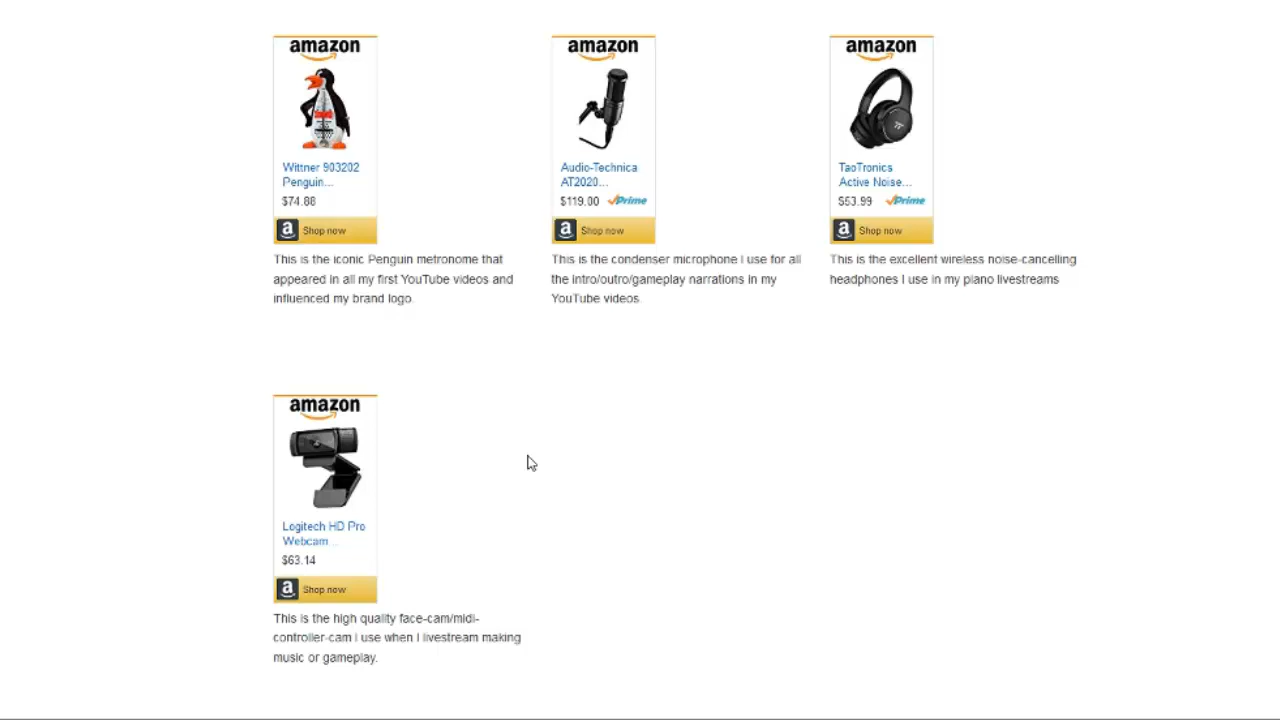 amazon
Wittner 903202
Penguin...
$74.88
a Shop now
This is the iconic Penguin metronome that
appeared in all my first YouTube videos and
influenced my brand logo.
amazon
Audio-Technica
AT2020...
$119.00 Prime
a Shop now
This is the condenser microphone I use for all
the intro/outro/gameplay narrations in my
YouTube videos.
amazon
TaoTronics
Active Noise...
$53.99 Prime
a Shop now
This is the excellent wireless noise-cancelling
headphones I use in my piano livestreams
amazon
Logitech HD Pro
Webcam...
$63.14
a Shop now
This is the high quality face-cam/midi-
controller-cam I use when I livestream making
music or gameplay.